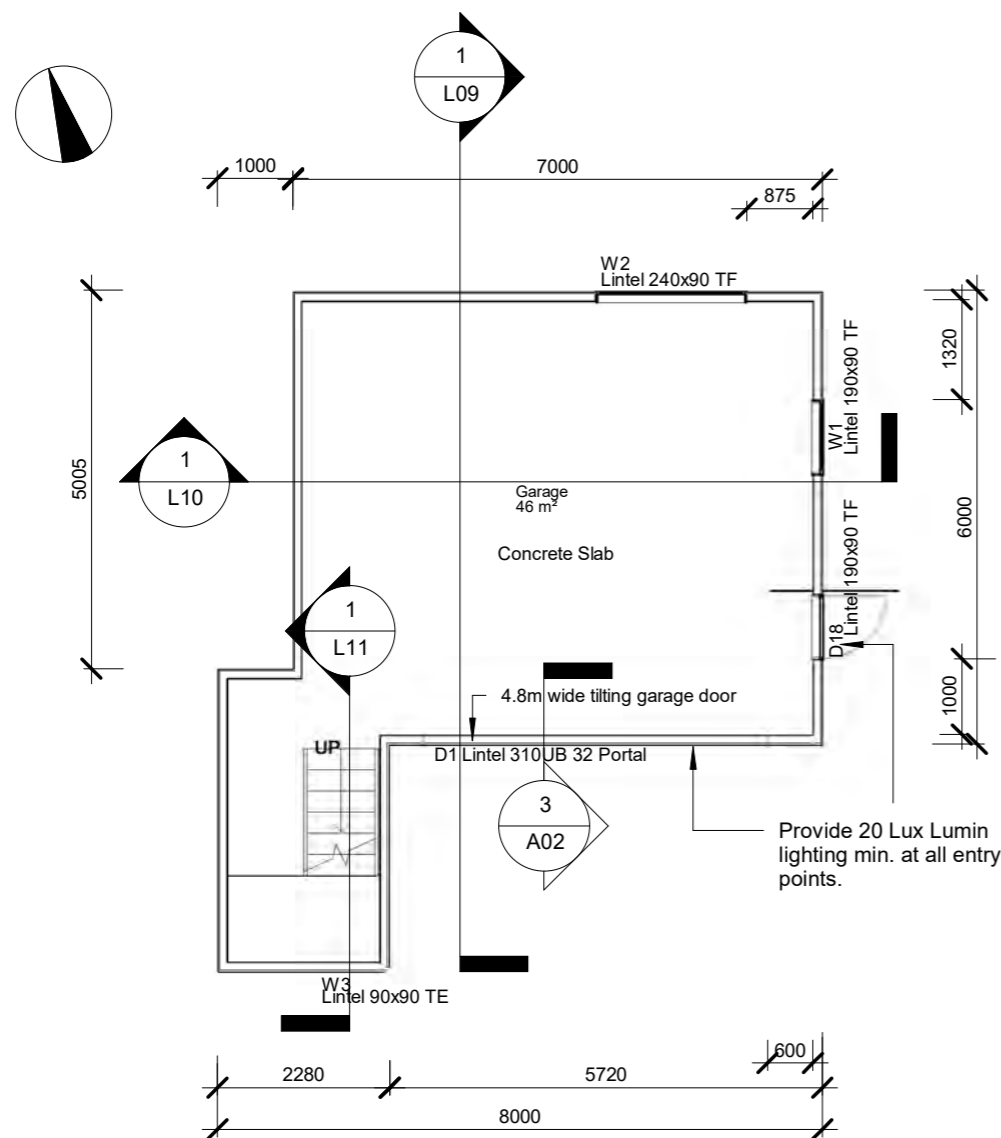 1
L09
1000
7000
875
W2
Lintel 240x90 TF
1320
W1
Lintel 190x90 TF
5005
1
L10
Garage
46 m²
6000
Concrete Slab
D18
Lintel 190x90 TF
1
L11
4.8m wide tilting garage door
1000
UP
D1 Lintel 310UB 32 Portal
3
A02
Provide 20 Lux Lumin
lighting min. at all entry
points.
W3
Lintel 90x90 TE
600
2280
5720
8000